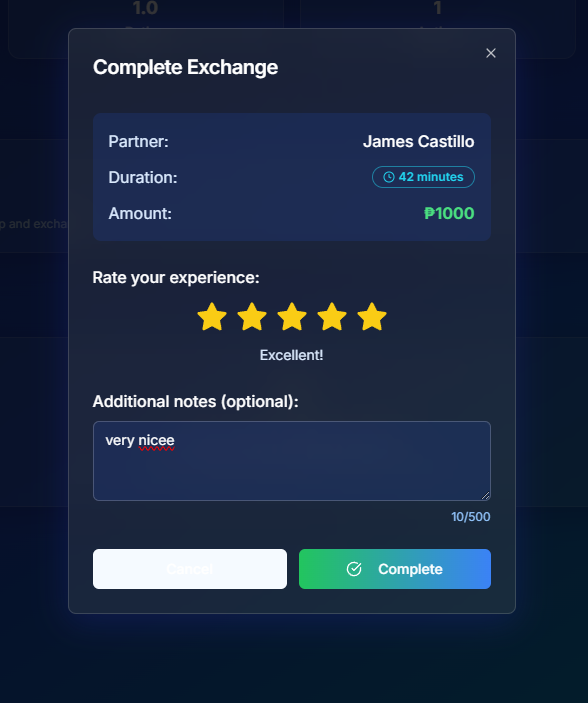 1.0
1
Complete Exchange
Partner: James Castillo
Duration: 42 minutes
Amount: ₱1000
p and excha
Rate your experience:
Excellent!
Additional notes (optional):
very nicee
10/500
Cancel
Complete